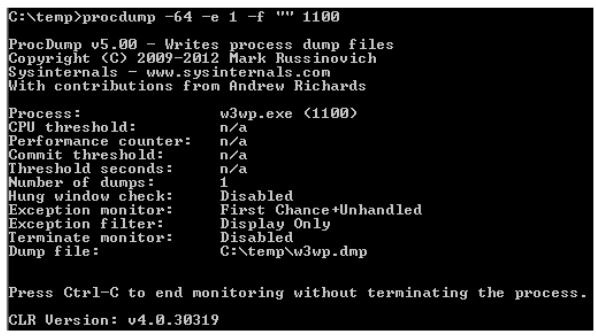 C:\temp>procdump -64 -e 1 -f "" 1100
ProcDump v5.00 - Writes process dump files
Copyright (C) 2009-2012 Mark Russinovich
Sysinternals - www.sysinternals.com
With contributions from Andrew Richards
Process: w3wp.exe (1100)
CPU threshold: n/a
Performance counter: n/a
Commit threshold: n/a
Threshold seconds: n/a
Number of dumps: 1
Hung window check: Disabled
Exception monitor: First Chance+Unhandled
Exception filter: Display Only
Terminate monitor: Disabled
Dump file: C:\temp\w3wp.dmp
Press Ctrl-C to end monitoring without terminating the process.
CLR Version: v4.0.30319